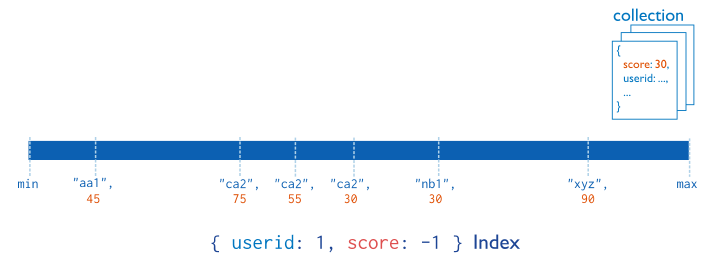 collection
{
score: 30,
userid: ...,
...
}
min "aa1", "ca2", "ca2", "ca2", "nb1", "xyz", max
45 75 55 30 30 90
{ userid: 1, score: -1 } Index